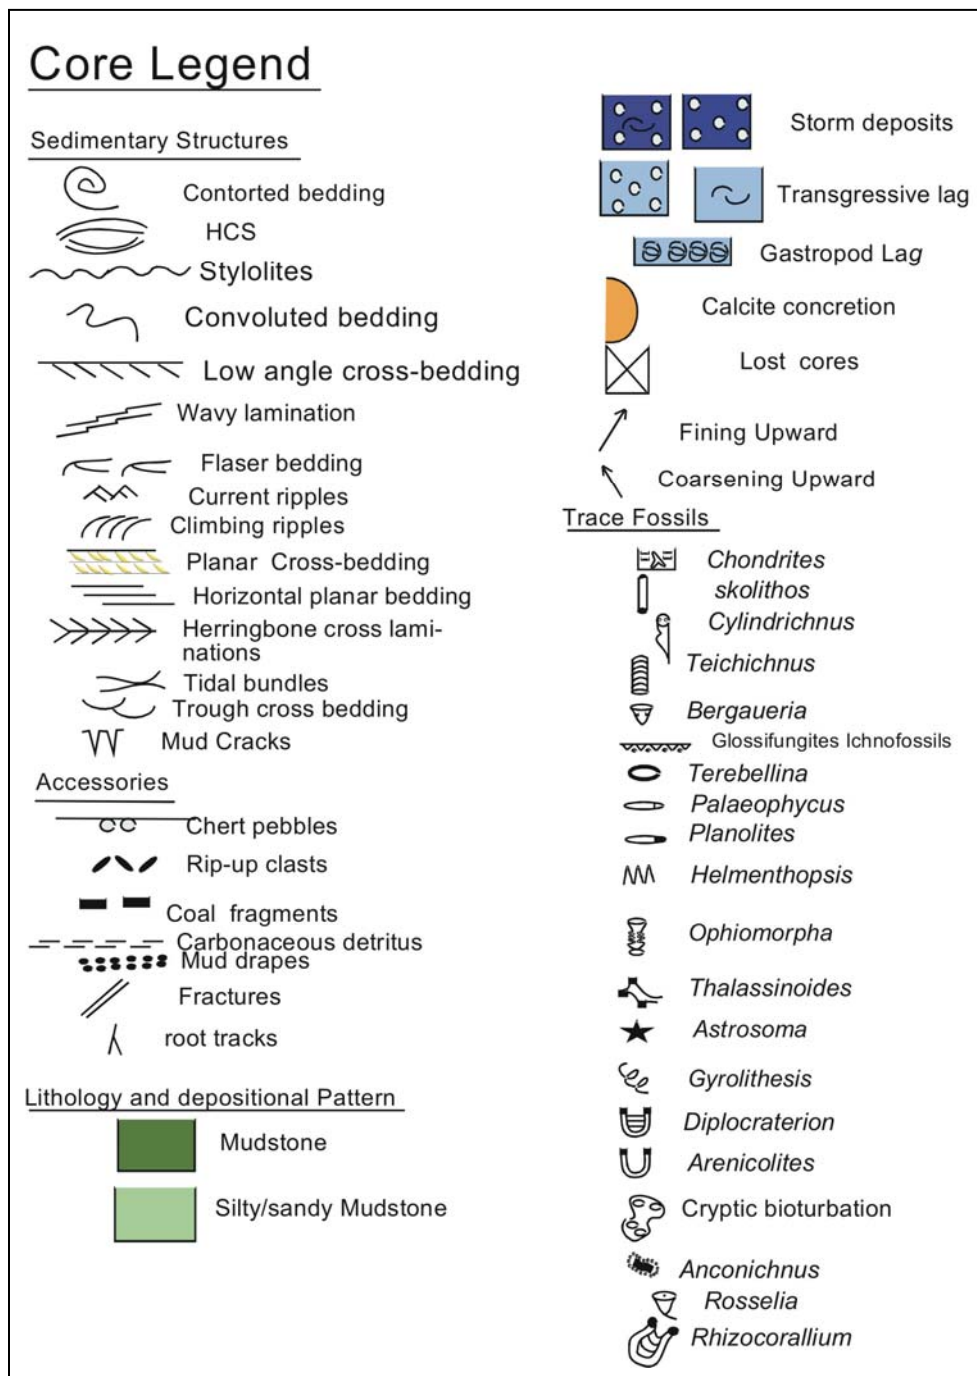 Core Legend
Sedimentary Structures
Contorted bedding
HCS
Stylolites
Convoluted bedding
Low angle cross-bedding
Wavy lamination
Flaser bedding
Current ripples
Climbing ripples
Planar Cross-bedding
Horizontal planar bedding
Herringbone cross lami-
nations
Tidal bundles
Trough cross bedding
Mud Cracks
Accessories
Chert pebbles
Rip-up clasts
Coal fragments
Carbonaceous detritus
Mud drapes
Fractures
root tracks
Lithology and depositional Pattern
Mudstone
Silty/sandy Mudstone
Storm deposits
Transgressive lag
Gastropod Lag
Calcite concretion
Lost cores
Fining Upward
Coarsening Upward
Trace Fossils
Chondrites
skolithos
Cylindrichnus
Teichichnus
Bergaueria
Glossifungites Ichnofossils
Terebellina
Palaeophycus
Planolites
Helmenthopsis
Ophiomorpha
Thalassinoides
Astrosoma
Gyrolithesis
Diplocraterion
Arenicolites
Cryptic bioturbation
Anconichnus
Rosselia
Rhizocorallium